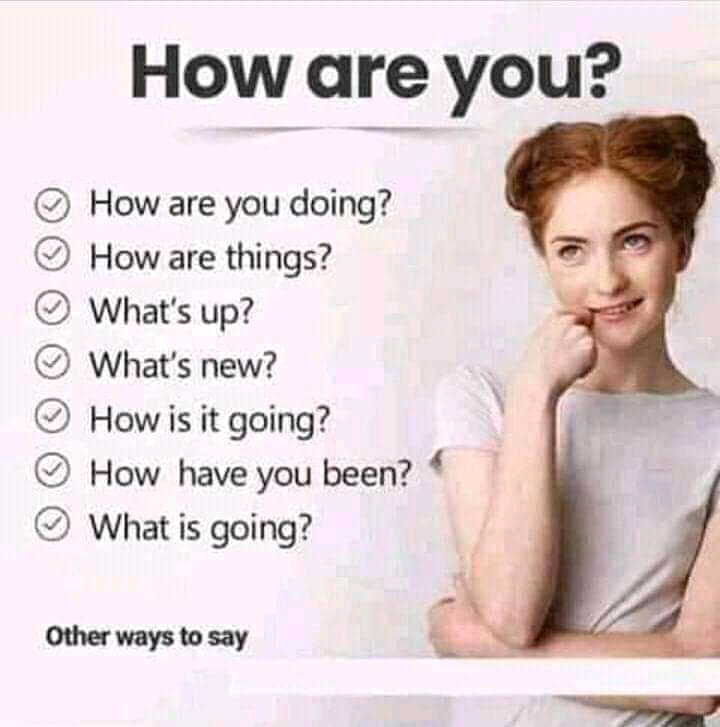 How are you?
How are you doing?
How are things?
What's up?
What's new?
How is it going?
How have you been?
What is going?
Other ways to say